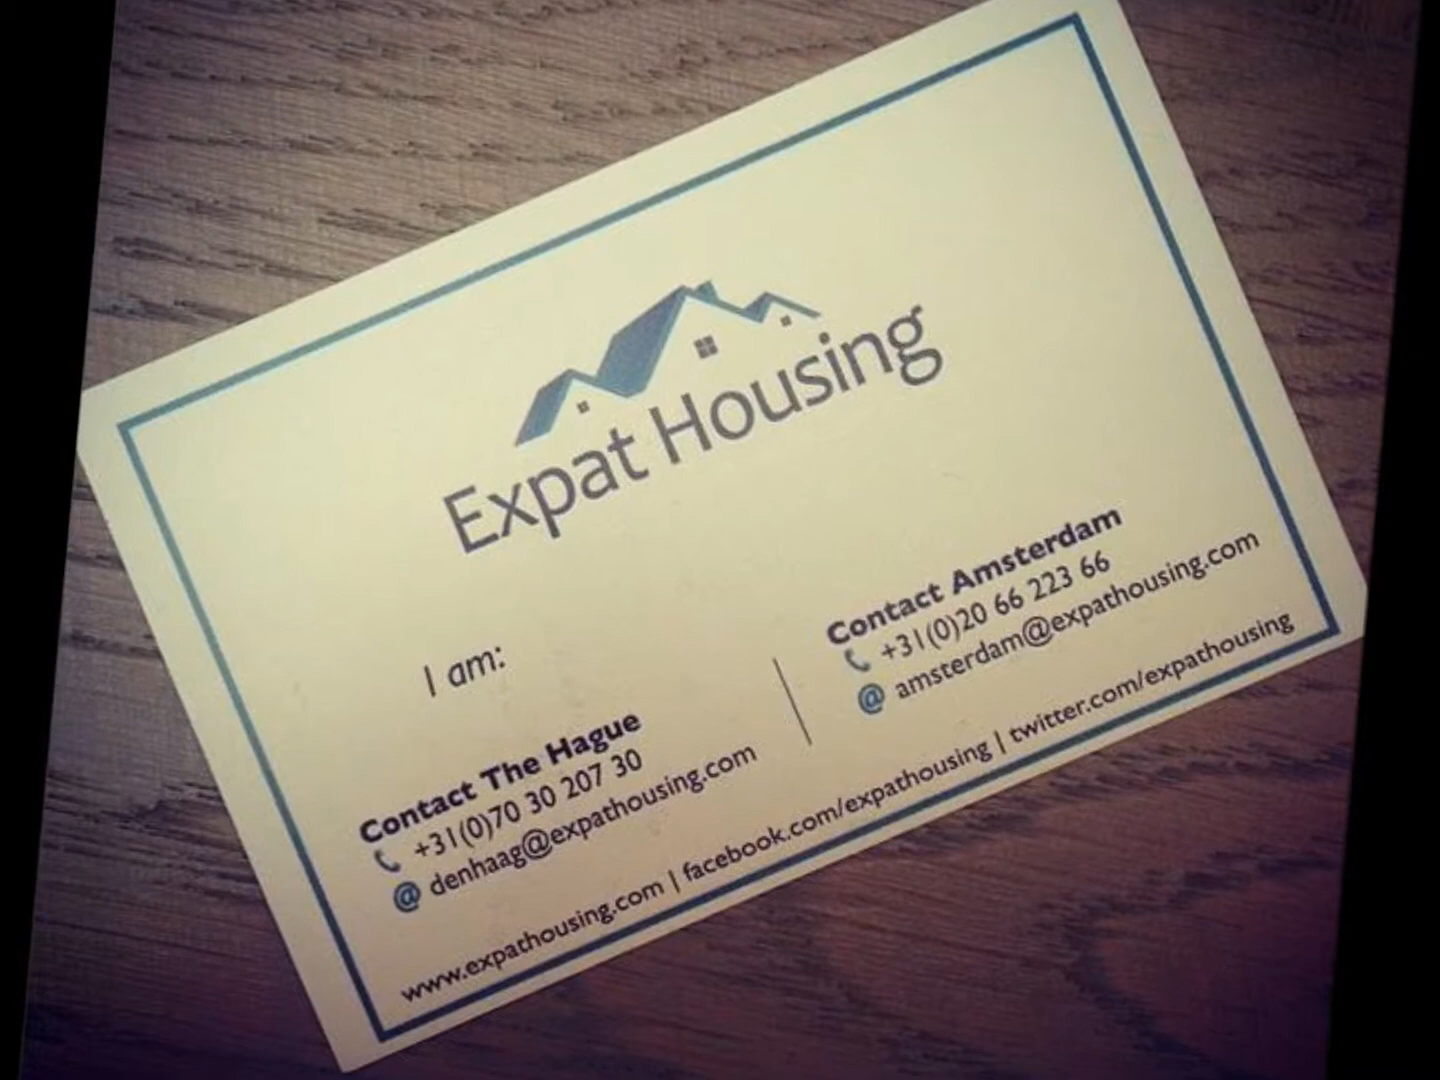 Expat Housing
I am:
Contact The Hague
+31(0)70 30 207 30
@ denhaag@expathousing.com
Contact Amsterdam
+31(0)20 66 223 66
@ amsterdam@expathousing.com
www.expathousing.com | facebook.com/expathousing | twitter.com/expathousing